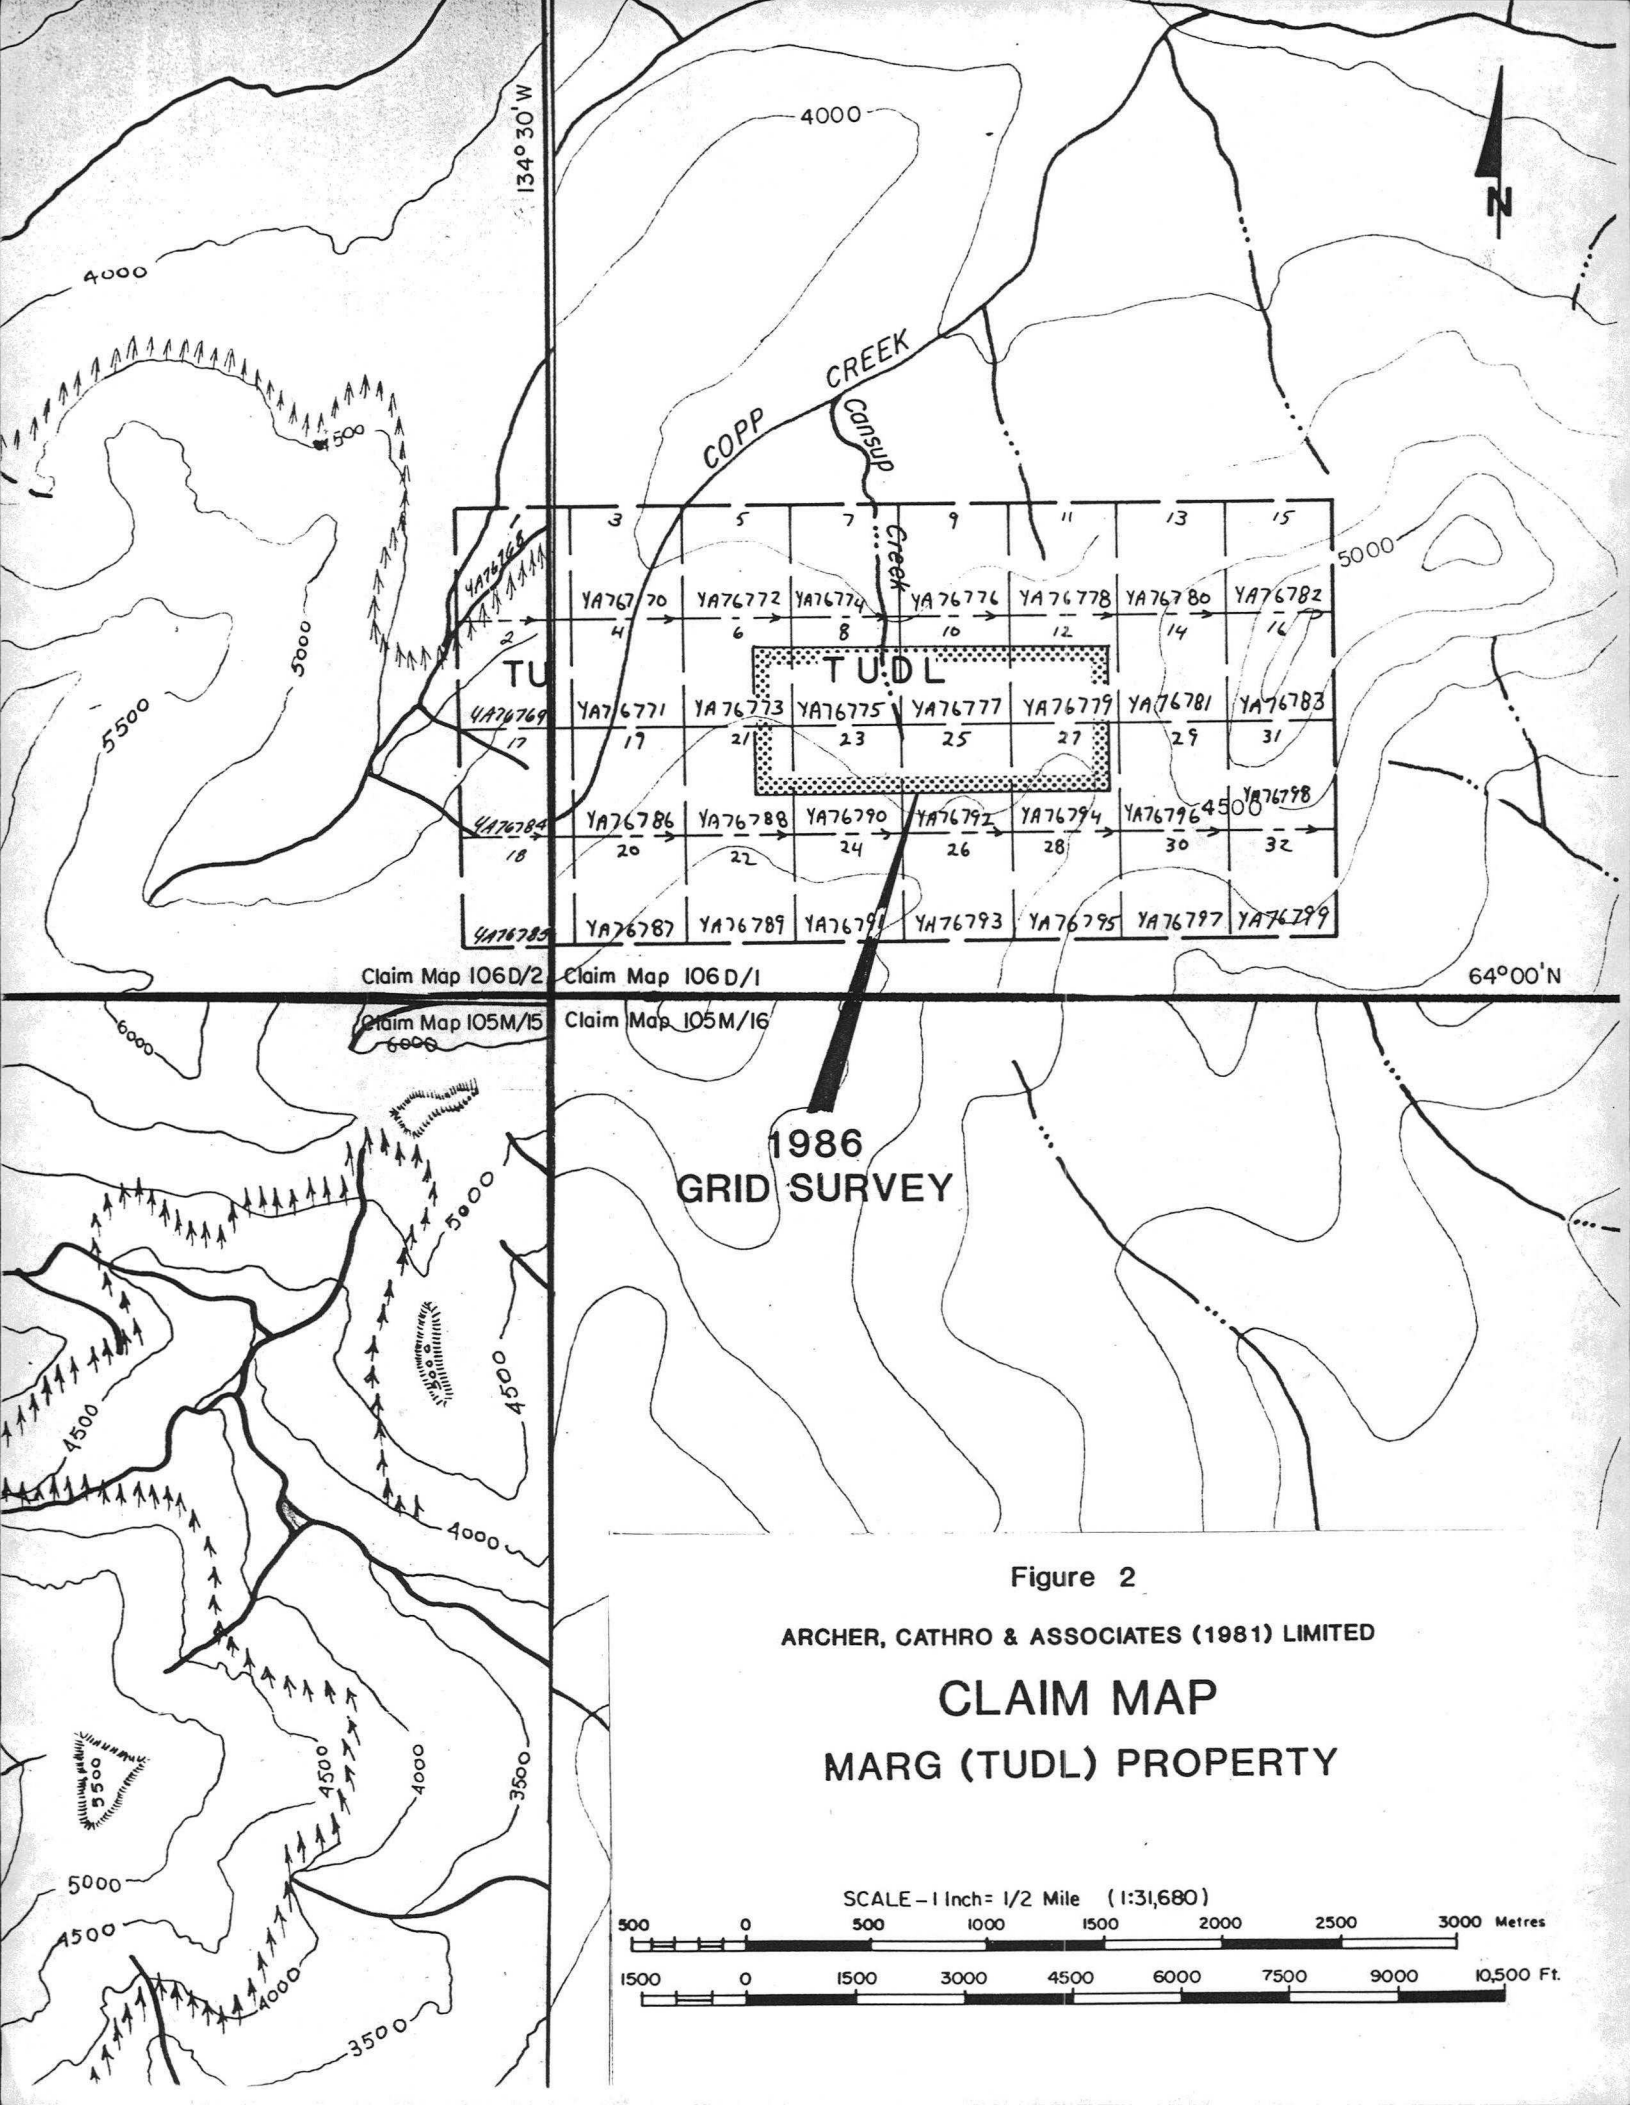 134° 30' W
4000
N
4000
CREEK
COPP
Cansup
Creek
4500
5000
5500
5000
1
3
5
7
9
11
13
15
YA76768
YA76770
YA76772
YA76774
YA76776
YA76778
YA76780
YA76782
2
4
6
8
10
12
14
16
TU
TUDL
YA76769
YA76771
YA76773
YA76775
YA76777
YA76779
YA76781
YA76783
17
19
21
23
25
27
29
31
4500
YA76784
YA76786
YA76788
YA76790
YA76792
YA76794
YA76796
YA76798
18
20
22
24
26
28
30
32
YA76785
YA76787
YA76789
YA76791
YA76793
YA76795
YA76797
YA76799
Claim Map 106D/2
Claim Map 106D/1
64°00'N
Claim Map 105M/15
Claim Map 105M/16
6000
6000
1986
GRID SURVEY
5000
5000
4500
4500
4000
5500
4500
4000
3500
5000
4500
4000
3500
Figure 2
ARCHER, CATHRO & ASSOCIATES (1981) LIMITED
CLAIM MAP
MARG (TUDL) PROPERTY
SCALE - 1 Inch = 1/2 Mile (1:31,680)
500 0 500 1000 1500 2000 2500 3000 Metres
1500 0 1500 3000 4500 6000 7500 9000 10,500 Ft.